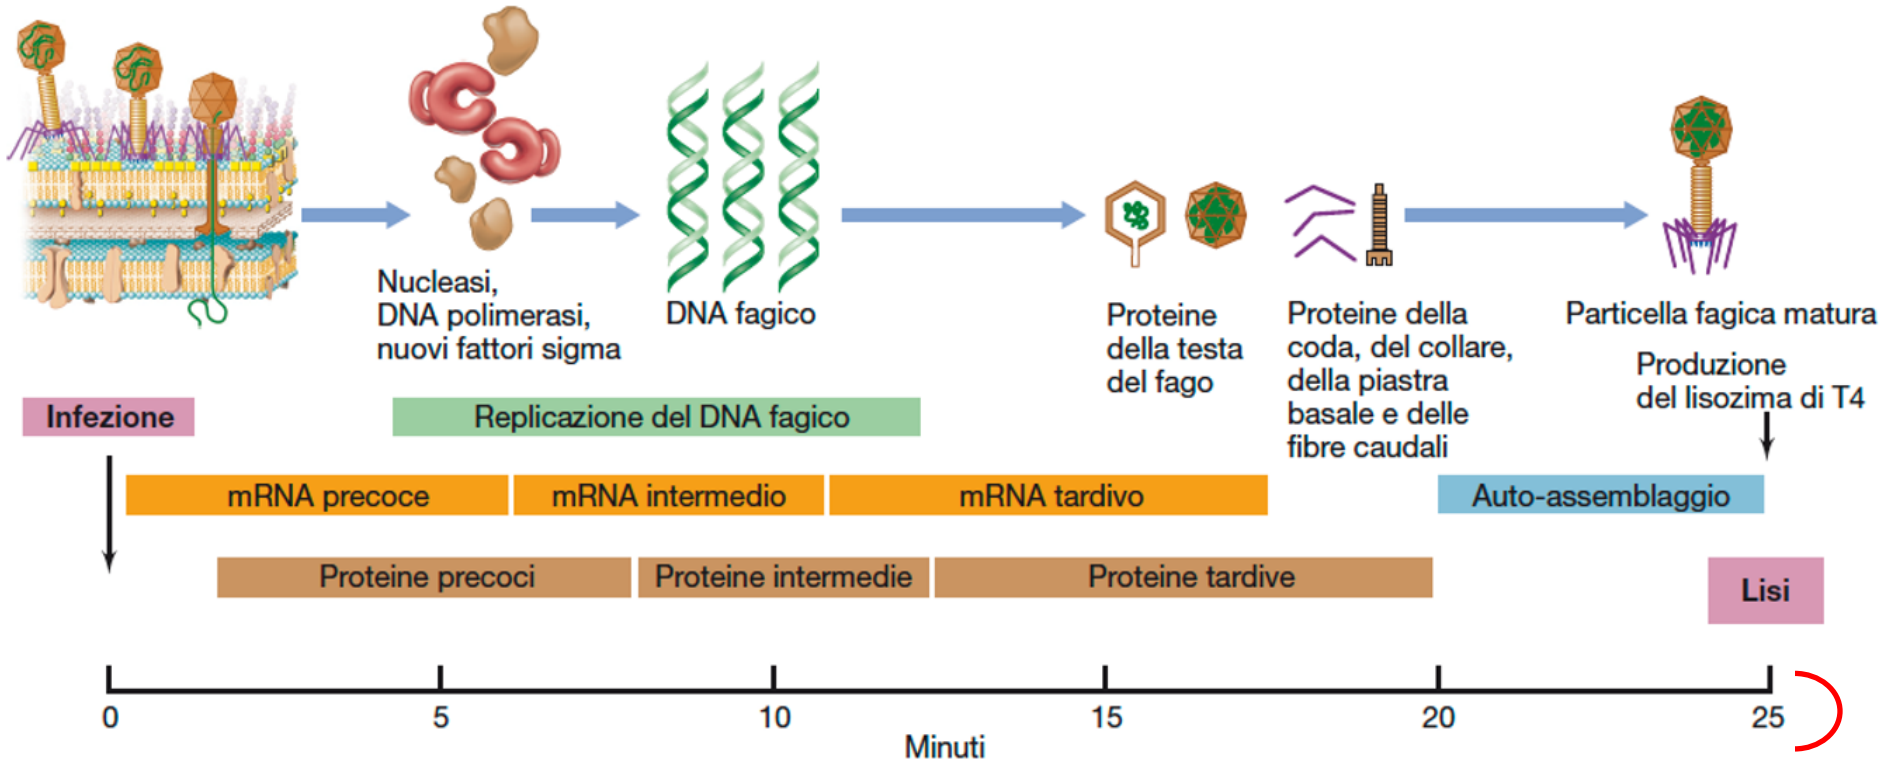 Nucleasi,
DNA polimerasi,
nuovi fattori sigma
DNA fagico
Proteine
della testa
del fago
Proteine della
coda, del collare,
della piastra
basale e delle
fibre caudali
Particella fagica matura
Produzione
del lisozima di T4
Infezione
Replicazione del DNA fagico
mRNA precoce
mRNA intermedio
mRNA tardivo
Auto-assemblaggio
Proteine precoci
Proteine intermedie
Proteine tardive
Lisi
0
5
10
15
20
25
Minuti